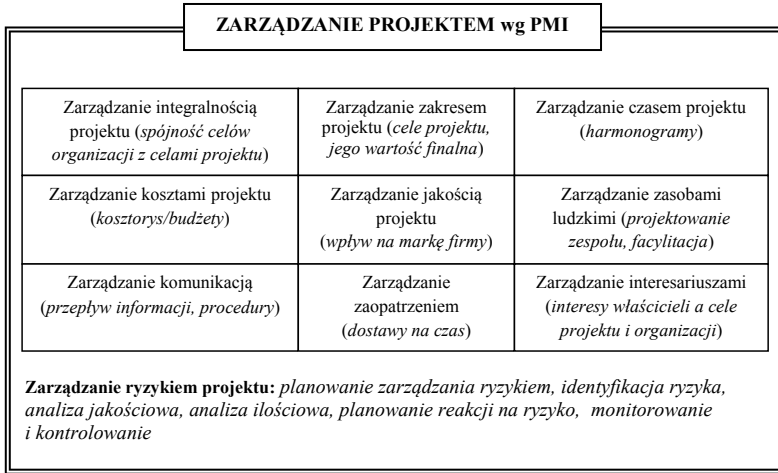 ZARZĄDZANIE PROJEKTEM wg PMI
Zarządzanie integralnością
projektu (spójność celów
organizacji z celami projektu)
Zarządzanie zakresem
projektu (cele projektu,
jego wartość finalna)
Zarządzanie czasem projektu
(harmonogramy)
Zarządzanie kosztami projektu
(kosztorys/budżety)
Zarządzanie jakością
projektu
(wpływ na markę firmy)
Zarządzanie zasobami
ludzkimi (projektowanie
zespołu, facylitacja)
Zarządzanie komunikacją
(przepływ informacji, procedury)
Zarządzanie
zaopatrzeniem
(dostawy na czas)
Zarządzanie interesariuszami
(interesy właścicieli a cele
projektu i organizacji)
Zarządzanie ryzykiem projektu: planowanie zarządzania ryzykiem, identyfikacja ryzyka,
analiza jakościowa, analiza ilościowa, planowanie reakcji na ryzyko, monitorowanie
i kontrolowanie